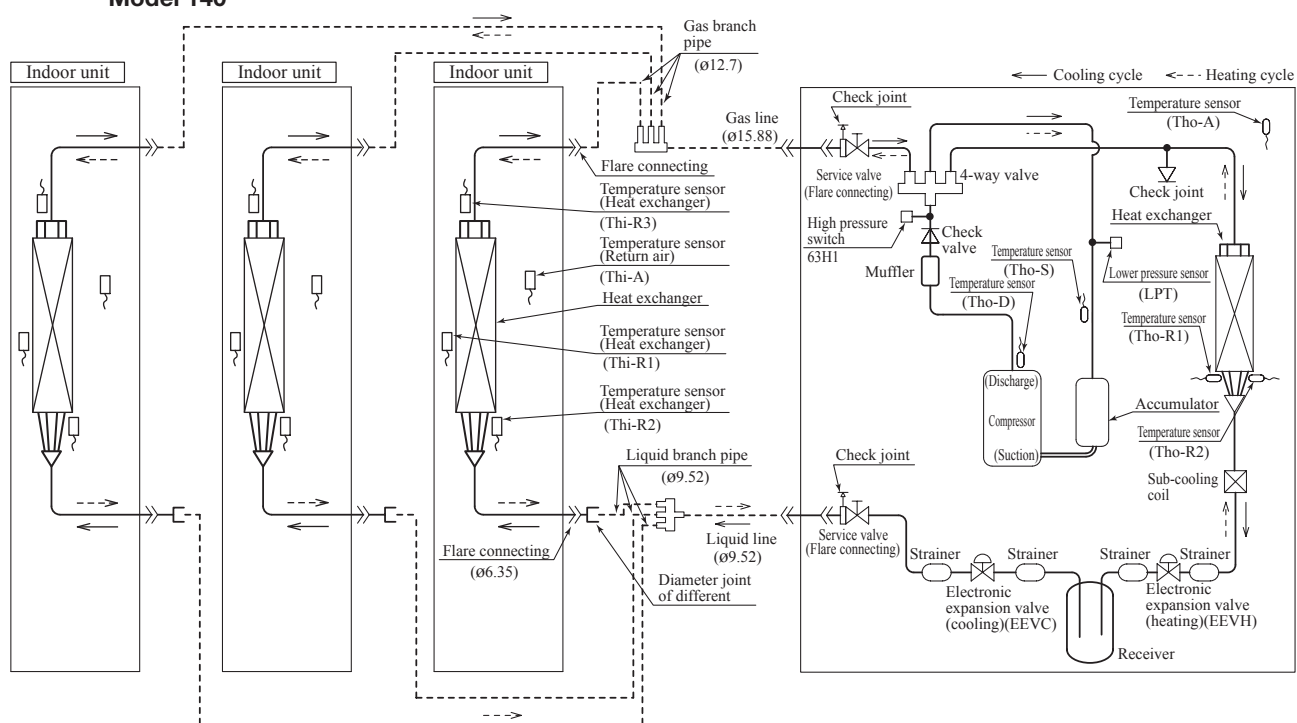 Model 140
Indoor unit
Indoor unit
Indoor unit
Gas branch
pipe
(ø12.7)
Cooling cycle
Heating cycle
Gas line
(ø15.88)
Check joint
Temperature sensor
(Tho-A)
Flare connecting
Service valve
(Flare connecting)
4-way valve
Check joint
Temperature sensor
(Heat exchanger)
(Thi-R3)
High pressure
switch
63H1
Check
valve
Heat exchanger
Temperature sensor
(Return air)
(Thi-A)
Muffler
Temperature sensor
(Tho-S)
Lower pressure sensor
(LPT)
Temperature sensor
(Tho-D)
Heat exchanger
Temperature sensor
(Tho-R1)
Temperature sensor
(Heat exchanger)
(Thi-R1)
Temperature sensor
(Heat exchanger)
(Thi-R2)
(Discharge)
Compressor
(Suction)
Accumulator
Temperature sensor
(Tho-R2)
Liquid branch pipe
(ø9.52)
Check joint
Sub-cooling
coil
Flare connecting
(ø6.35)
Liquid line
(ø9.52)
Service valve
(Flare connecting)
Diameter joint
of different
Strainer
Strainer
Strainer
Strainer
Electronic
expansion valve
(cooling)(EEVC)
Electronic
expansion valve
(heating)(EEVH)
Receiver